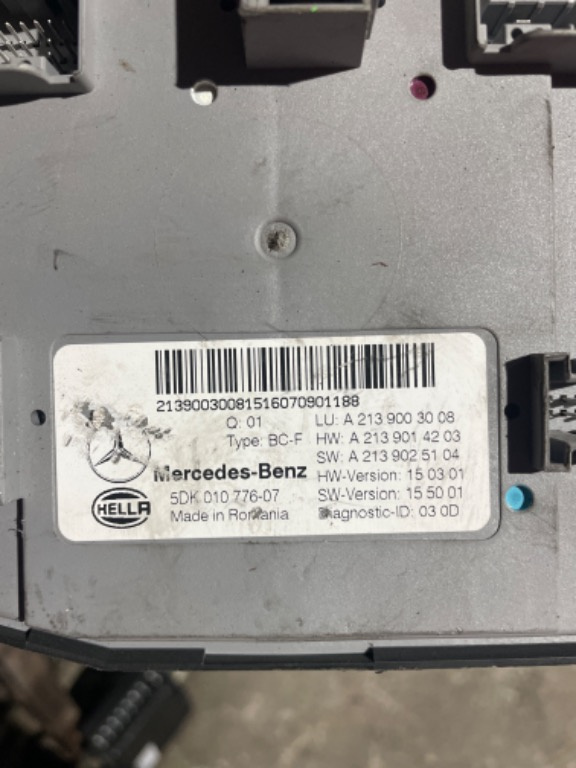 21390030081516070901188
Q: 01
LU: A 213 900 30 08
Type: BC-F
HW: A 213 901 42 03
SW: A 213 902 51 04
Mercedes-Benz
HW-Version: 15 03 01
HELLA
5DK 010 776-07
SW-Version: 15 50 01
Made in Romania
Diagnostic-ID: 03 0D